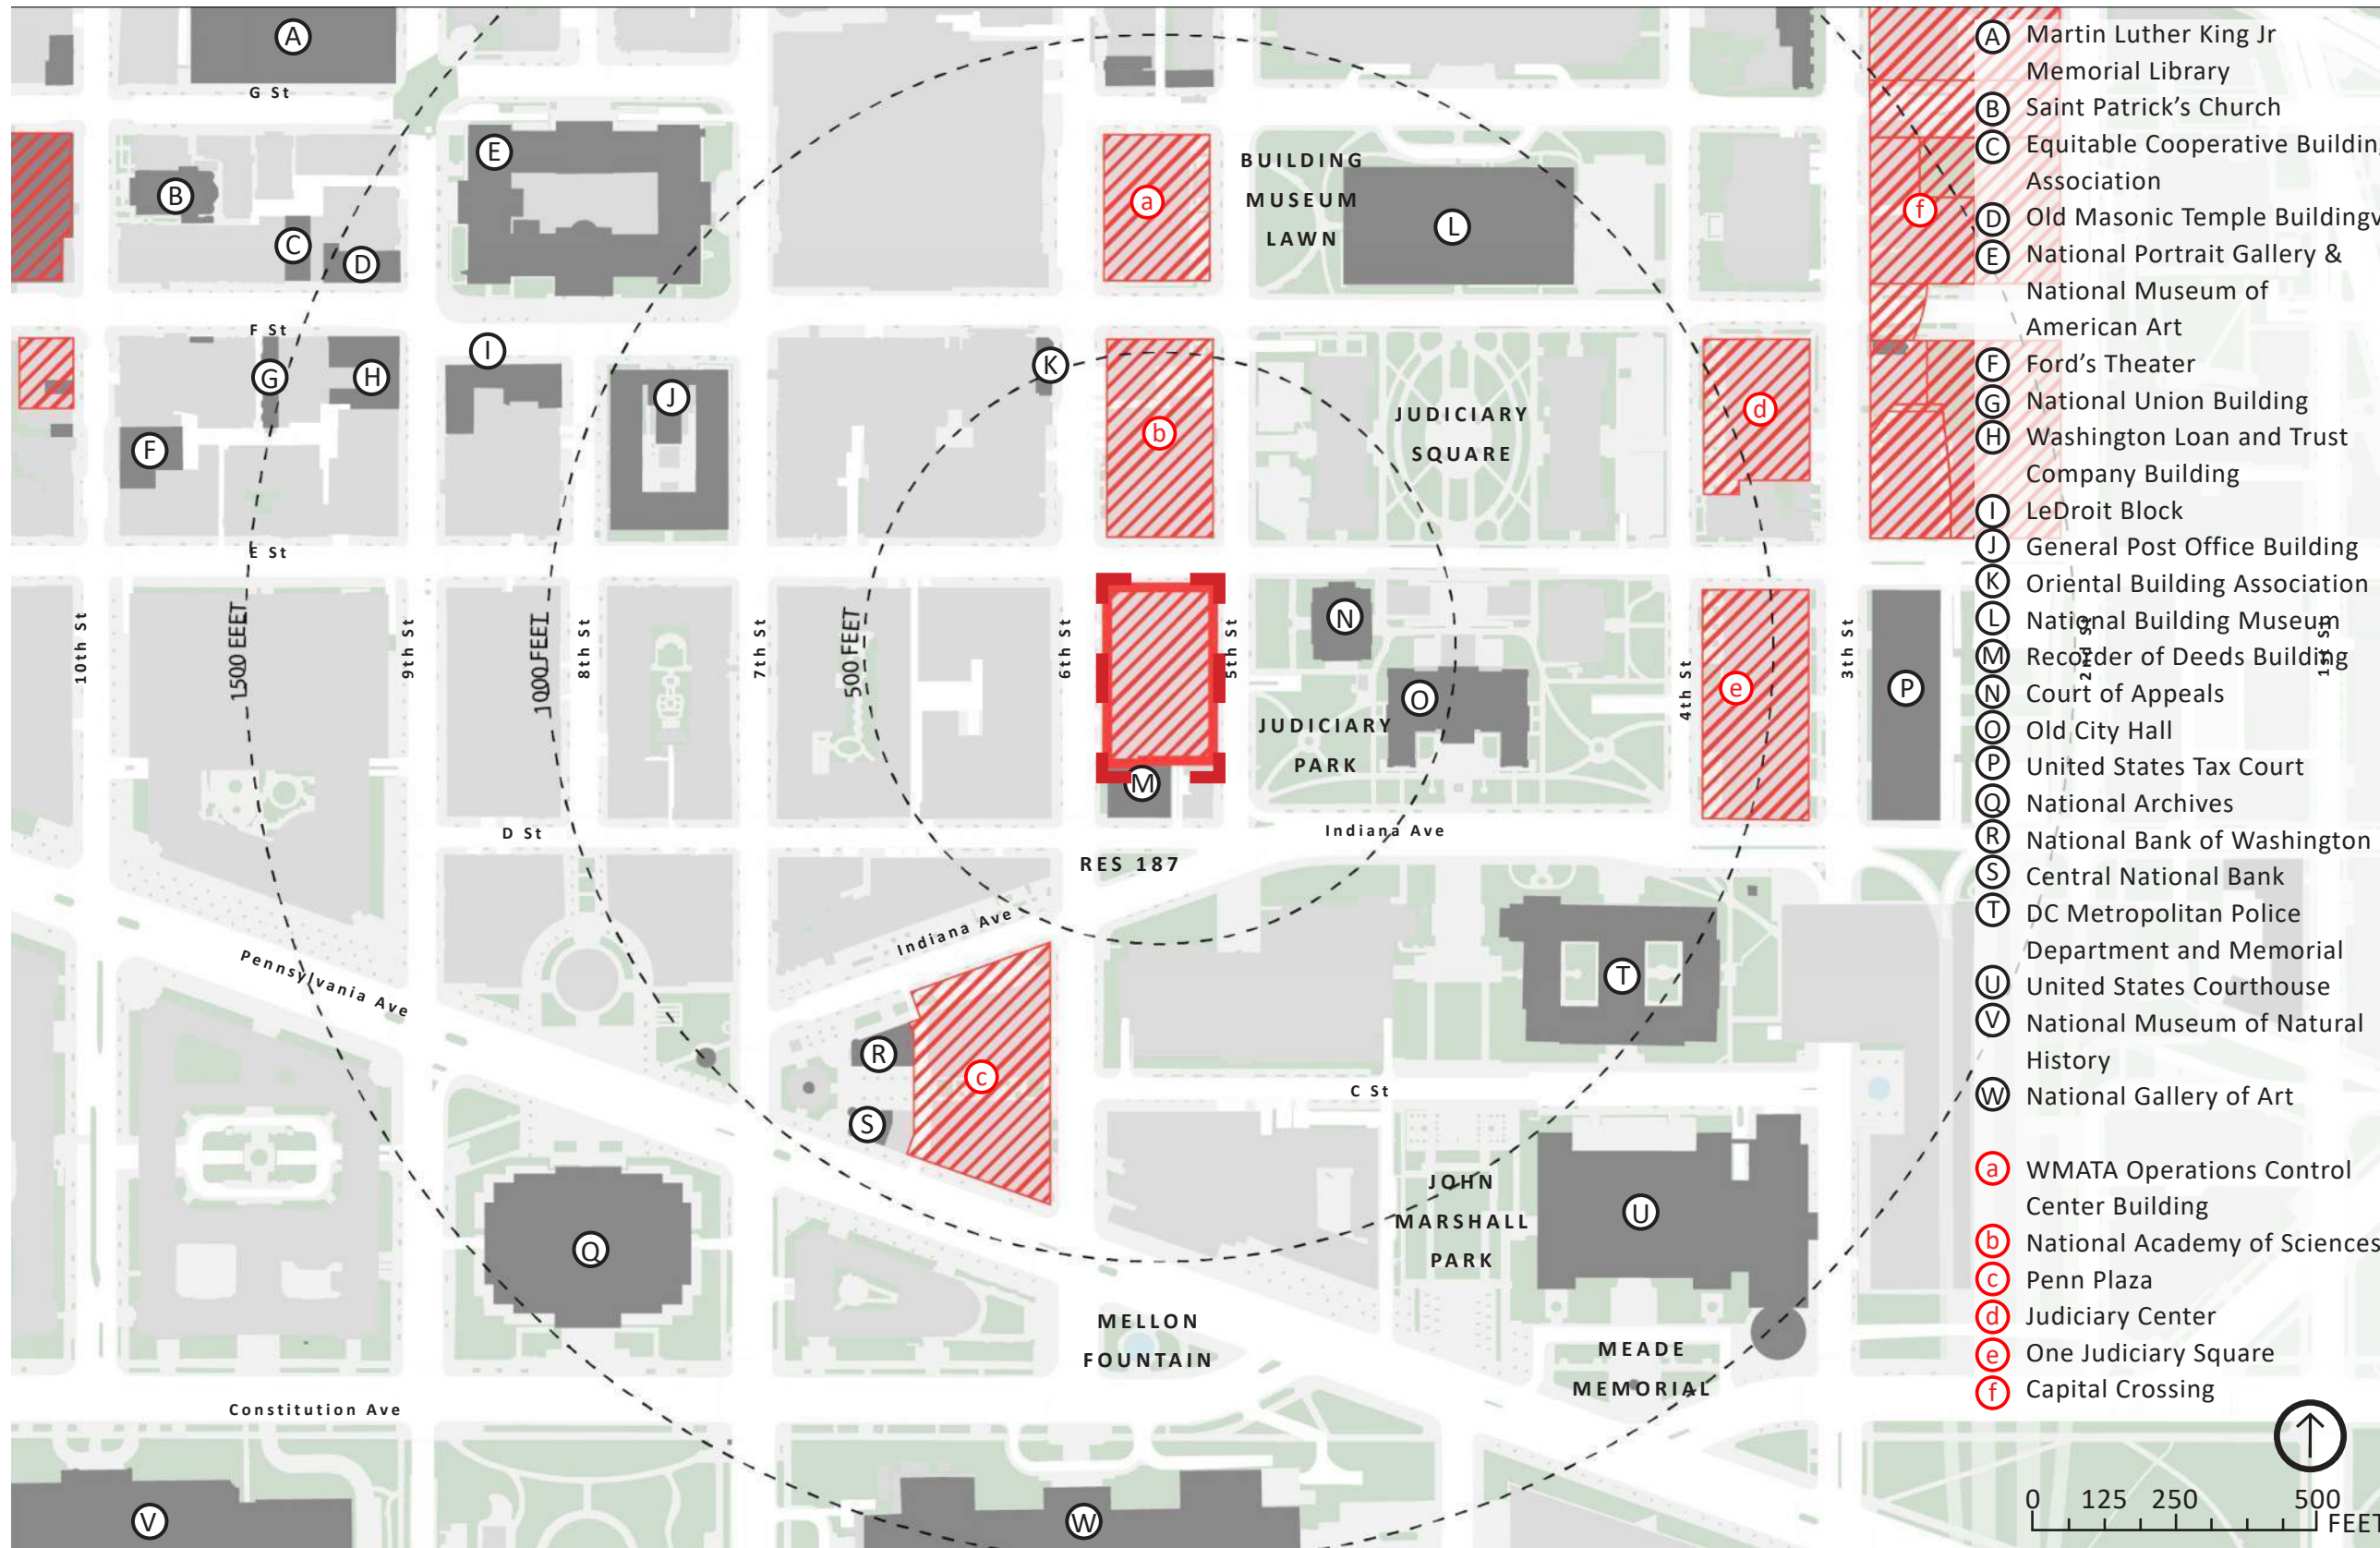 A
B
C
D
E
F
G
H
I
J
K
L
M
N
O
P
Q
R
S
T
U
V
W
a
b
c
d
e
f
G St
F St
E St
D St
Indiana Ave
Indiana Ave
C St
Pennsylvania Ave
Constitution Ave
10th St
9th St
8th St
7th St
6th St
5th St
4th St
3th St
2nd St
1st St
1500 FEEET
1000 FEET
500 FEET
BUILDING
MUSEUM
LAWN
JUDICIARY
SQUARE
JUDICIARY
PARK
RES 187
JOHN
MARSHALL
PARK
MELLON
FOUNTAIN
MEADE
MEMORIAL
A Martin Luther King Jr
Memorial Library
B Saint Patrick's Church
C Equitable Cooperative Buildin
Association
D Old Masonic Temple Buildingv
E National Portrait Gallery &
National Museum of
American Art
F Ford's Theater
G National Union Building
H Washington Loan and Trust
Company Building
I LeDroit Block
J General Post Office Building
K Oriental Building Association
L National Building Museum
M Recorder of Deeds Building
N Court of Appeals
O Old City Hall
P United States Tax Court
Q National Archives
R National Bank of Washington
S Central National Bank
T DC Metropolitan Police
Department and Memorial
U United States Courthouse
V National Museum of Natural
History
W National Gallery of Art
a WMATA Operations Control
Center Building
b National Academy of Sciences
c Penn Plaza
d Judiciary Center
e One Judiciary Square
f Capital Crossing
0 125 250 500
FEET